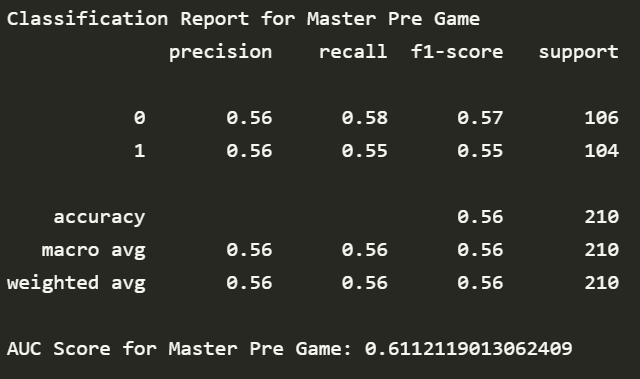 Classification Report for Master Pre Game
precision recall f1-score support
0 0.56 0.58 0.57 106
1 0.56 0.55 0.55 104
accuracy 0.56 210
macro avg 0.56 0.56 0.56 210
weighted avg 0.56 0.56 0.56 210
AUC Score for Master Pre Game: 0.6112119013062409